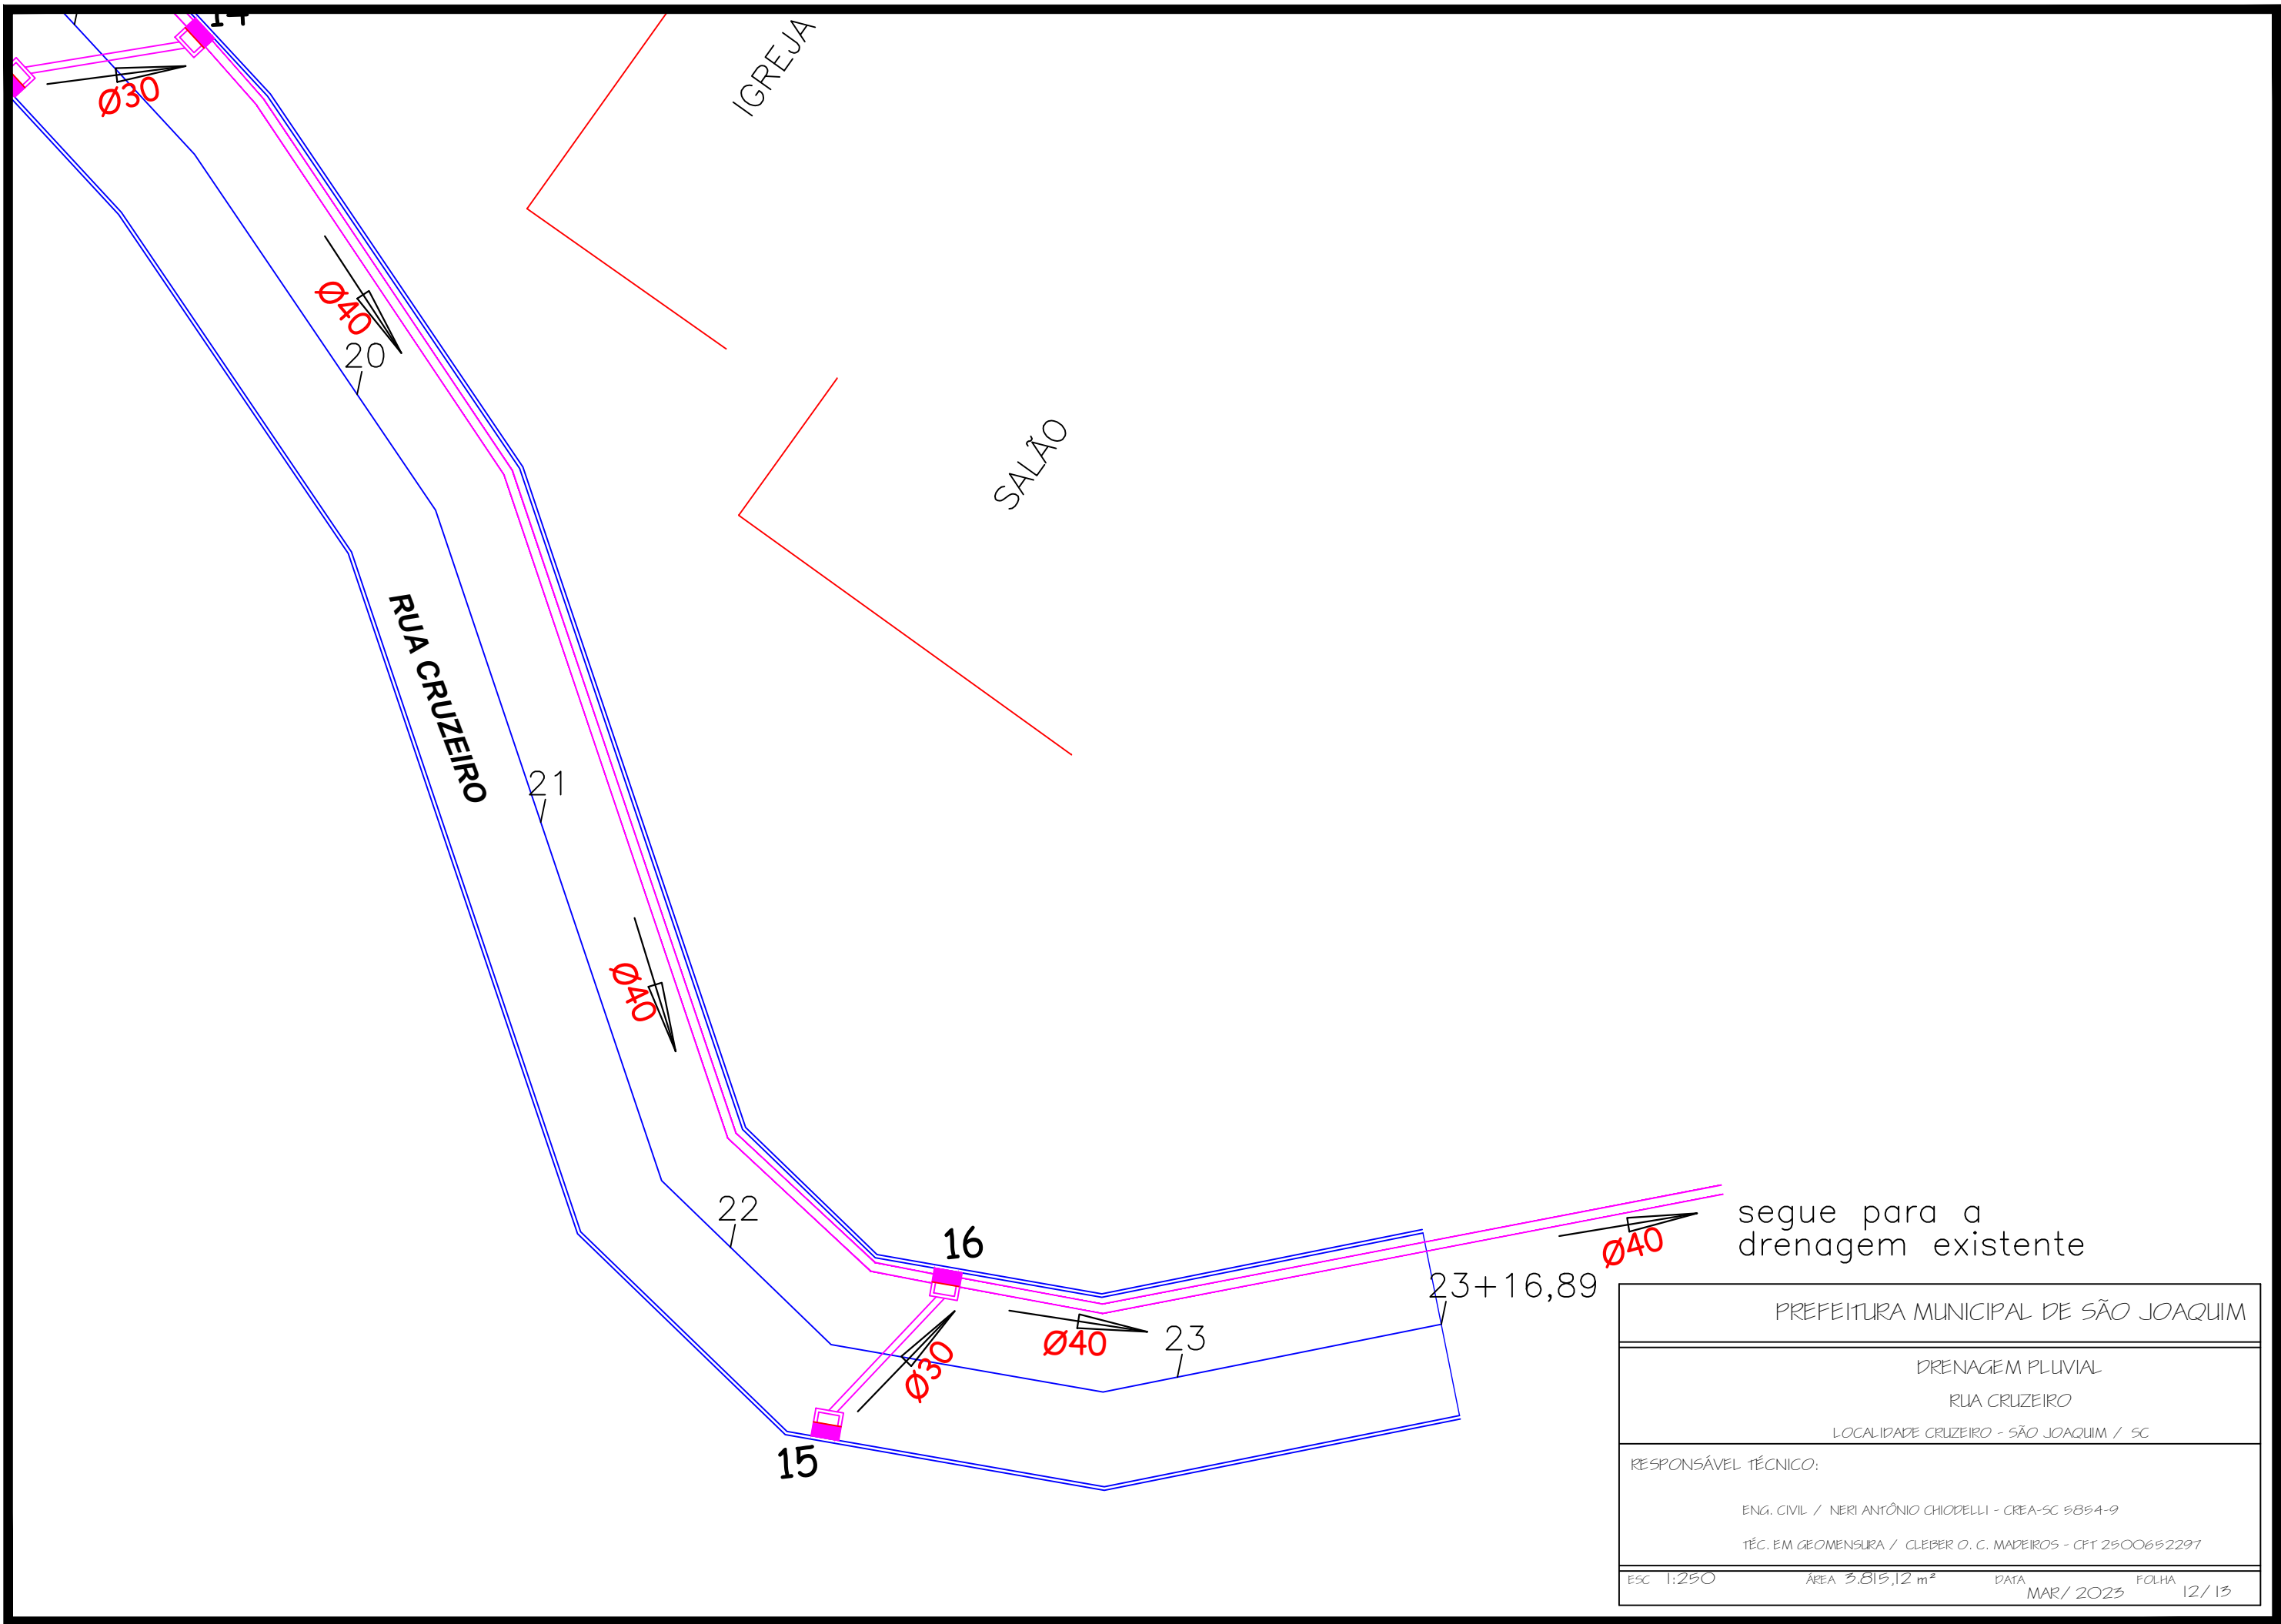 14
IGREJA
Ø30
Ø40
20
SALÃO
RUA CRUZEIRO
21
Ø40
22
16
segue para a
drenagem existente
Ø40
23+16,89
Ø40
23
Ø30
15
PREFEITURA MUNICIPAL DE SÃO JOAQUIM
DRENAGEM PLUVIAL
RUA CRUZEIRO
LOCALIDADE CRUZEIRO - SÃO JOAQUIM / SC
RESPONSÁVEL TÉCNICO:
ENG. CIVIL / NERI ANTÔNIO CHIODELLI - CREA-SC 5854-9
TÉC. EM GEOMENSURA / CLEBER O. C. MADEIROS - CFT 2500652297
ESC 1:250 ÁREA 3.815,12 m² DATA MAR/ 2023 FOLHA 12/13